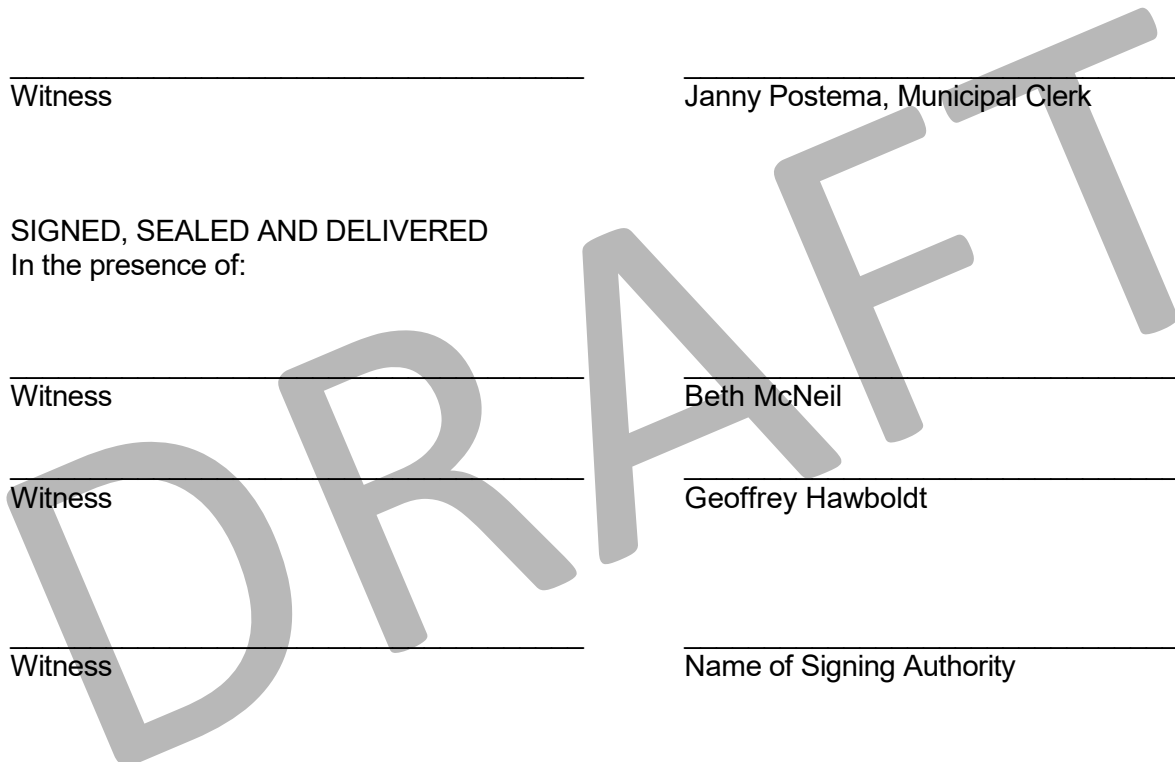 Witness Janny Postema, Municipal Clerk
SIGNED, SEALED AND DELIVERED
In the presence of:
Witness Beth McNeil
Witness Geoffrey Hawboldt
Witness Name of Signing Authority
DRAFT